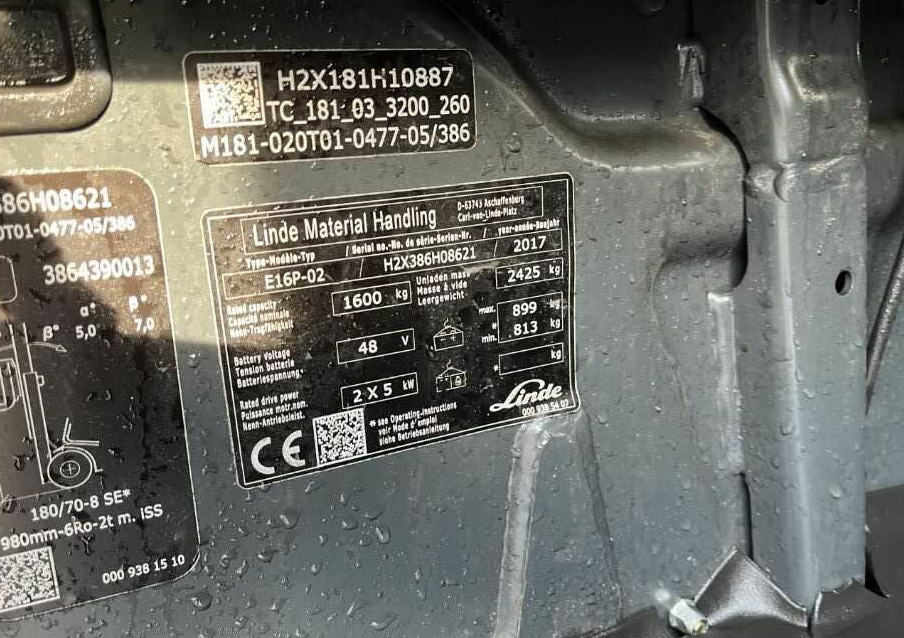 H2X181H10887
TC_181_03_3200_260
M181-020T01-0477-05/386
86H08621
0T01-0477-05/386
3864390013
α° β°
β° 5,0° 7,0
180/70-8 SE*
980mm-6Ro-2t m. ISS
000 938 15 10
Linde Material Handling
D-63743 Aschaffenburg
Carl-von-Linde-Platz
Type-Modèle-Typ / Serial no.-No. de série-Serien-Nr. / year-année-Baujahr
E16P-02 / H2X386H08621 / 2017
Rated capacity
Capacité nominale
Nenn-Tragfähigkeit
1600 kg
Unladen mass
Masse à vide
Leergewicht
2425 kg
Battery voltage
Tension batterie
Batteriespannung
48 V
max. 899 kg
*
min. 813 kg
Rated drive power
Puissance motr.nom.
Nenn-Antriebsleist.
2 X 5 kW
* kg
CE
* see Operating.instructions
voir Mode d'emploi
siehe Betriebsanleitung
Linde
000 938 54 02